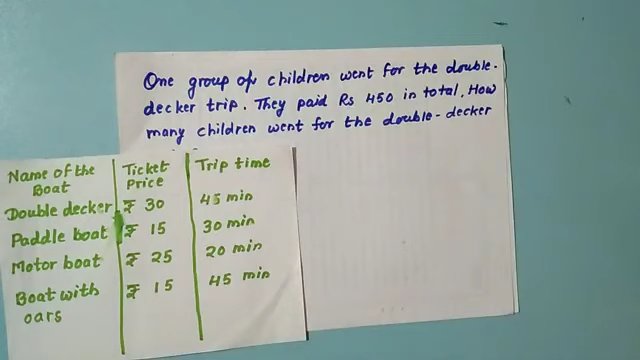 One group of children went for the double-
decker trip. They paid Rs 450 in total. How
many children went for the double-decker
Name of the Boat | Ticket Price | Trip time
Double decker | ₹ 30 | 45 min
Paddle boat | ₹ 15 | 30 min
Motor boat | ₹ 25 | 20 min
Boat with oars | ₹ 15 | 45 min